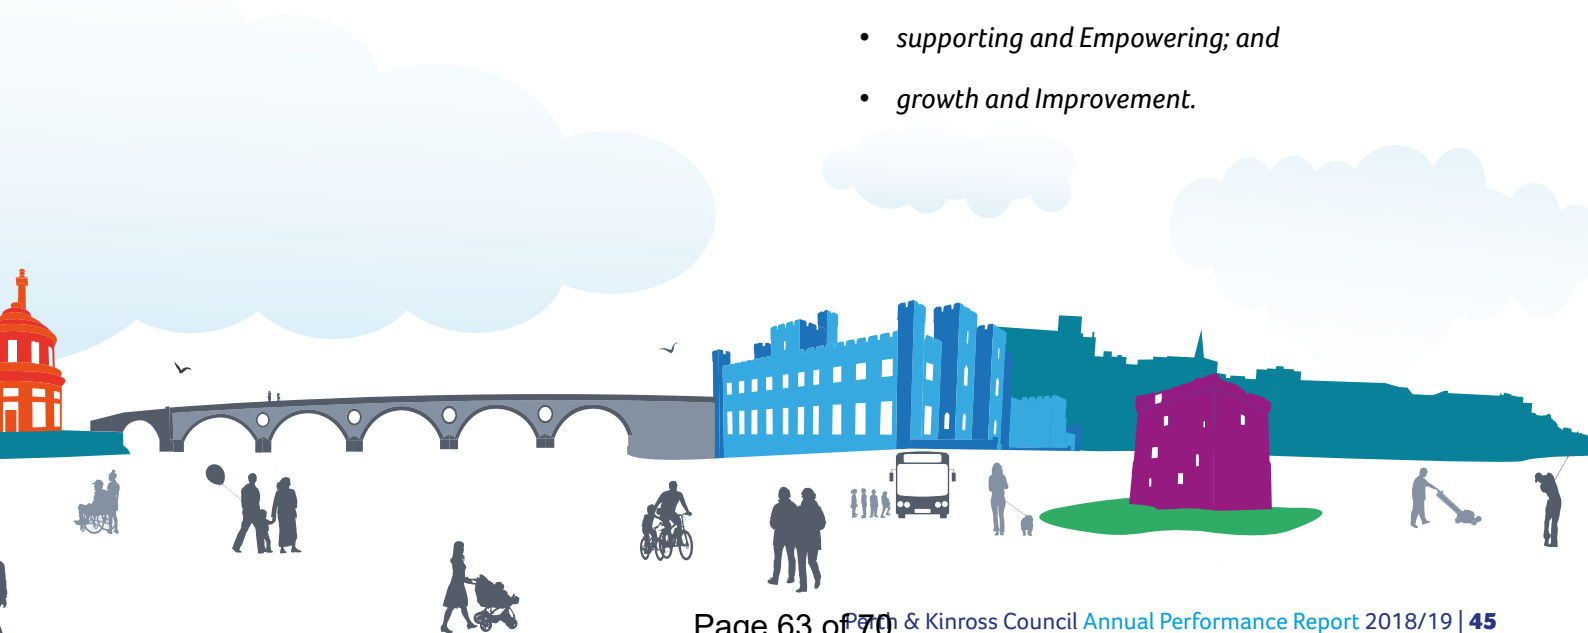 • supporting and Empowering; and
• growth and Improvement.
Page 63 of 70
Perth & Kinross Council Annual Performance Report 2018/19 | 45